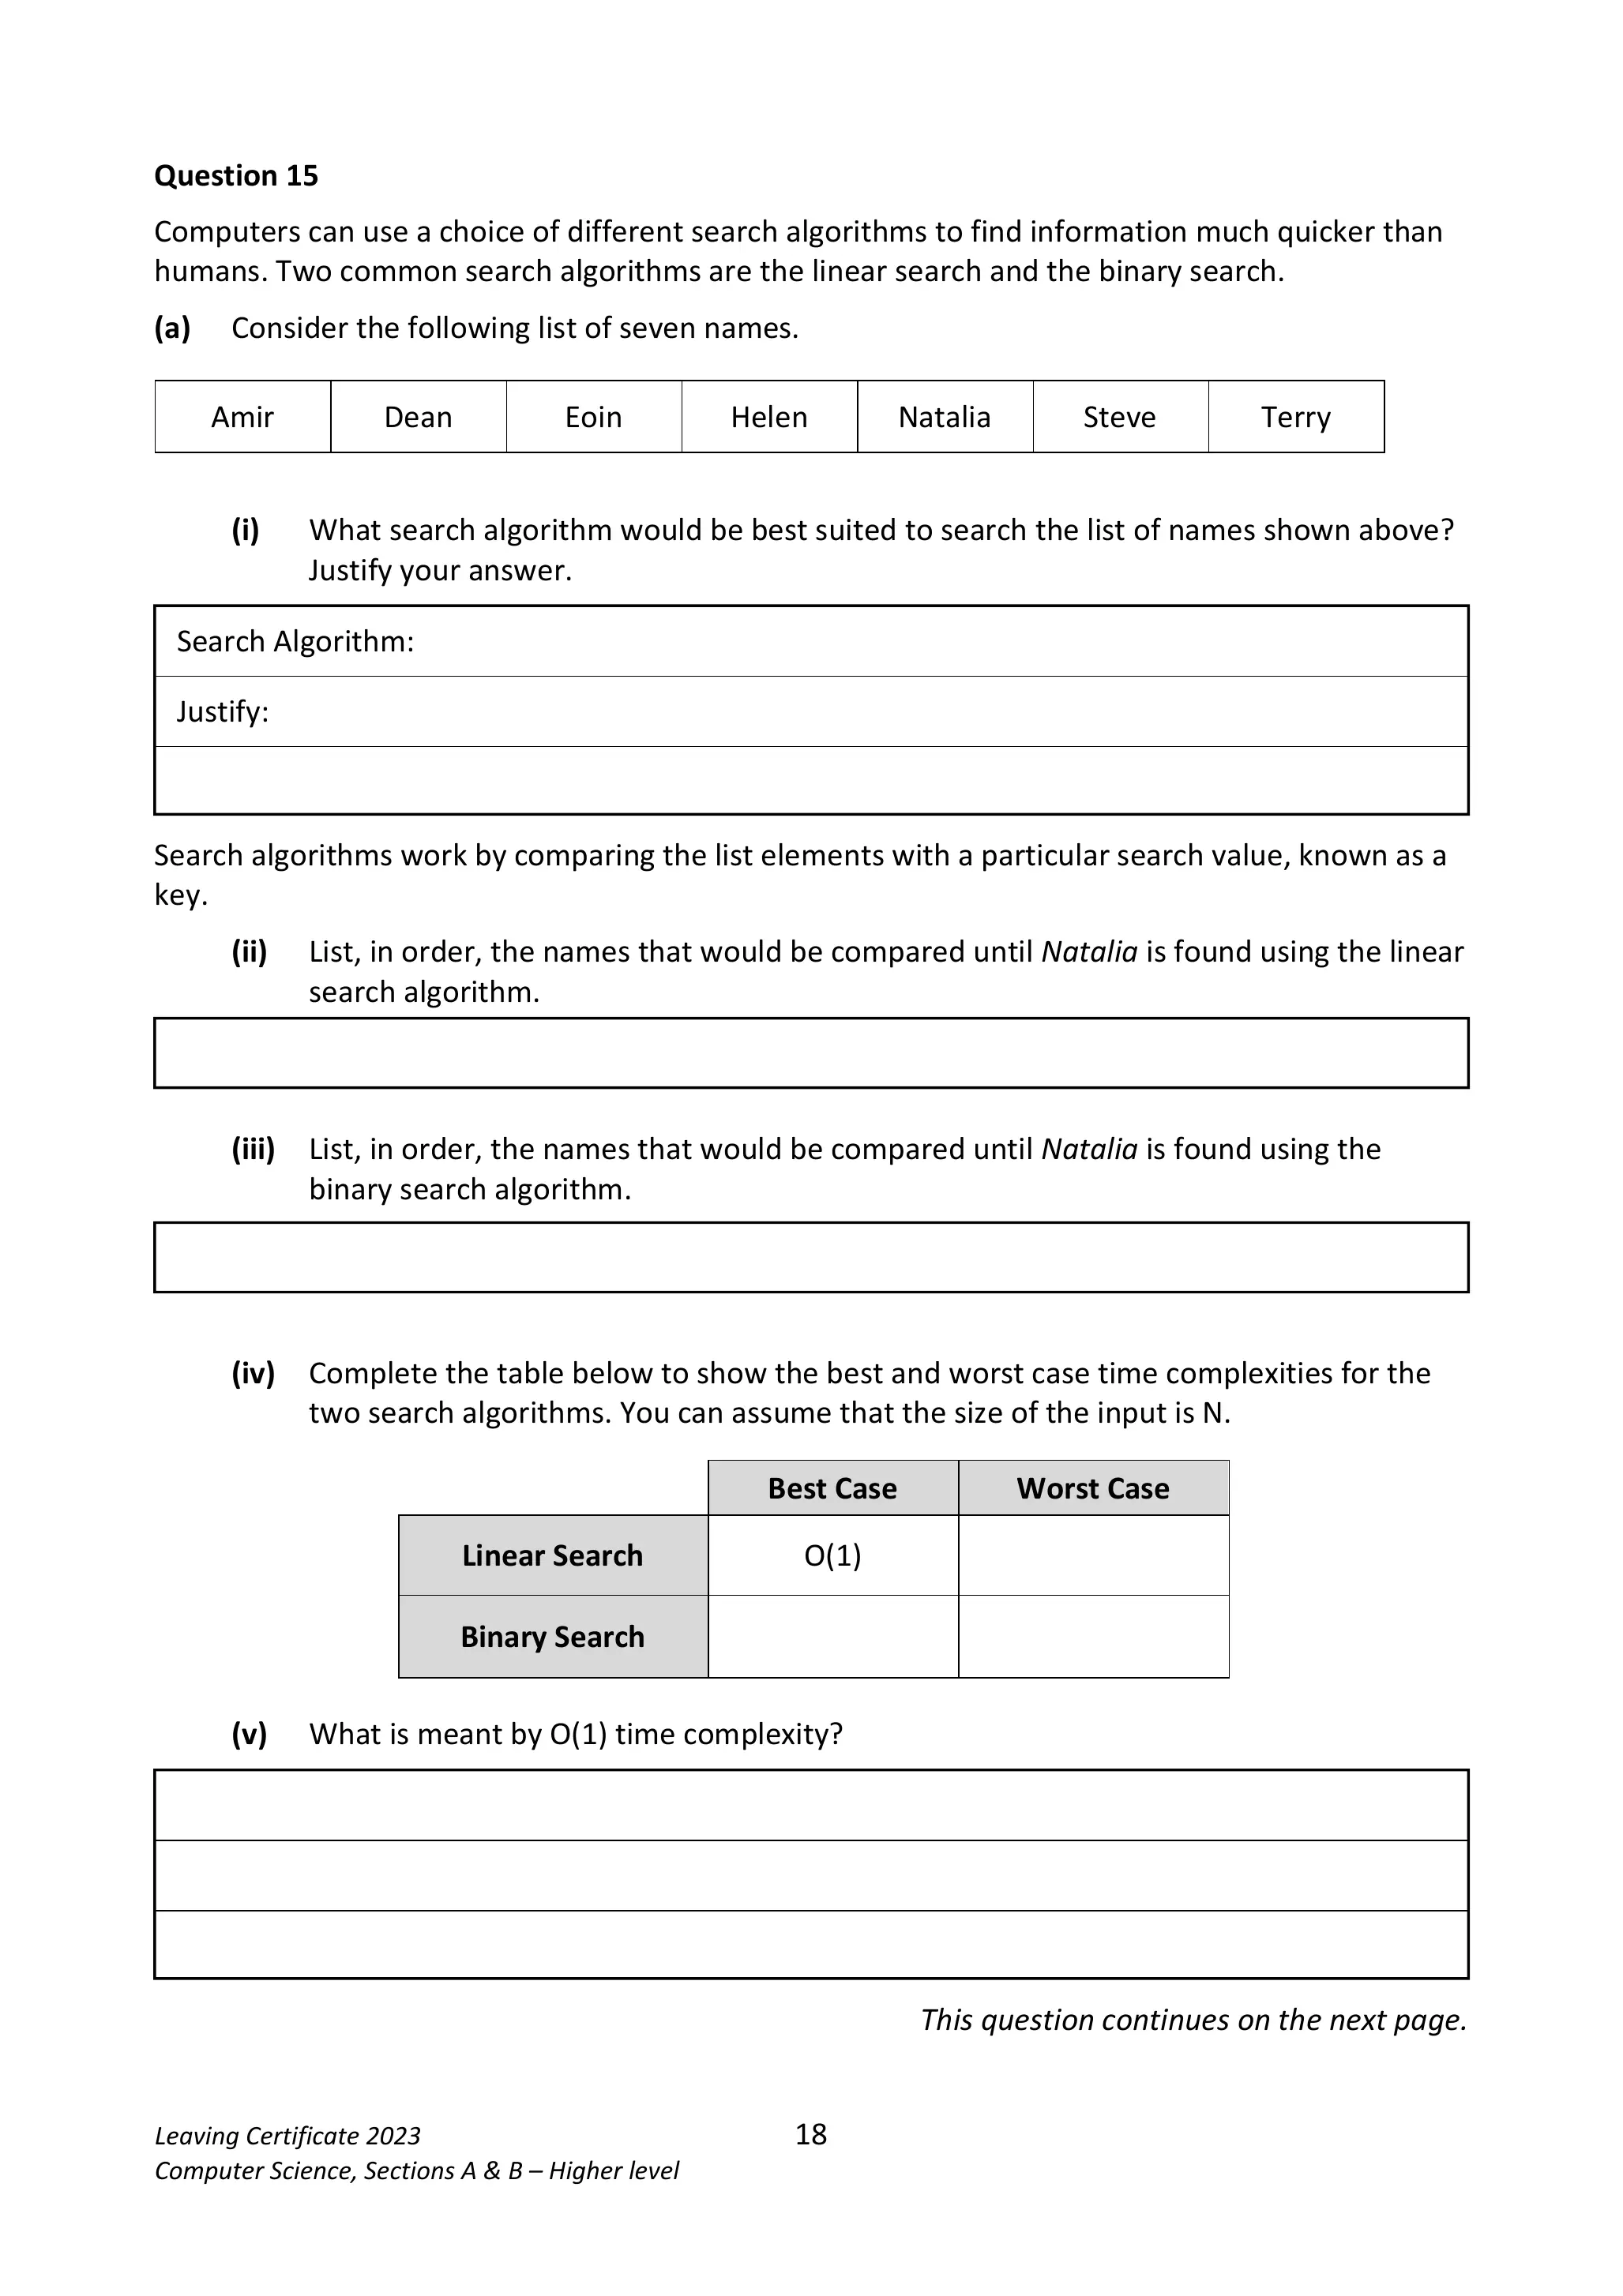 Question 15
Computers can use a choice of different search algorithms to find information much quicker than
humans. Two common search algorithms are the linear search and the binary search.
(a) Consider the following list of seven names.
Amir Dean Eoin Helen Natalia Steve Terry
(i) What search algorithm would be best suited to search the list of names shown above?
Justify your answer.
Search Algorithm:
Justify:
Search algorithms work by comparing the list elements with a particular search value, known as a
key.
(ii) List, in order, the names that would be compared until Natalia is found using the linear
search algorithm.
(iii) List, in order, the names that would be compared until Natalia is found using the
binary search algorithm.
(iv) Complete the table below to show the best and worst case time complexities for the
two search algorithms. You can assume that the size of the input is N.
Best Case Worst Case
Linear Search O(1)
Binary Search
(v) What is meant by O(1) time complexity?
This question continues on the next page.
Leaving Certificate 2023 18
Computer Science, Sections A & B – Higher level